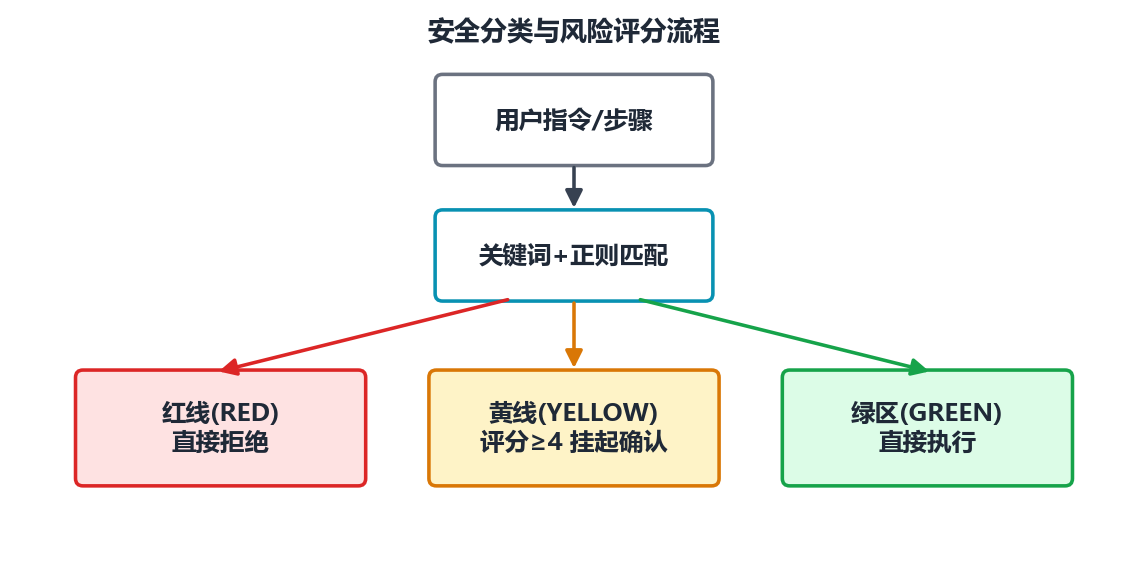 安全分类与风险评分流程
用户指令/步骤
关键词+正则匹配
红线(RED)
直接拒绝
黄线(YELLOW)
评分≥4 挂起确认
绿区(GREEN)
直接执行